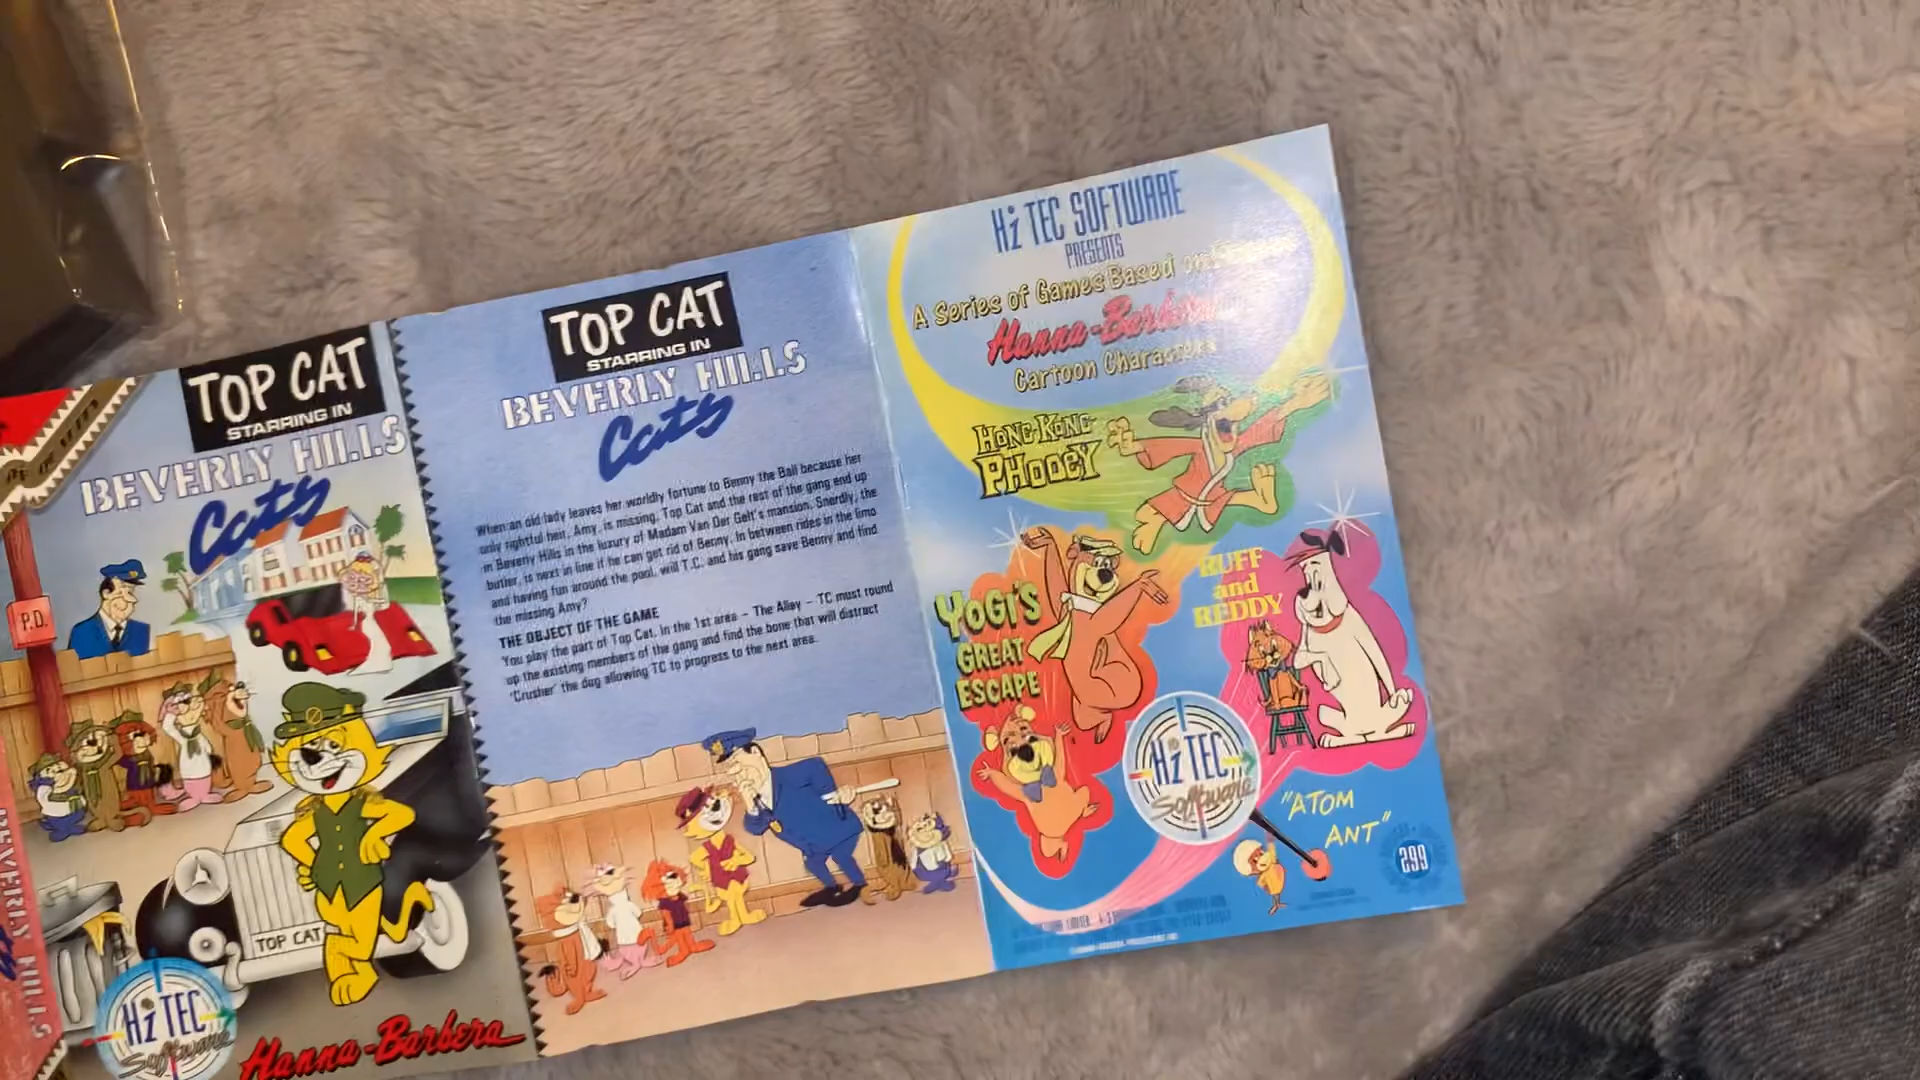 TOP CAT
STARRING IN
BEVERLY HILLS
Cats
P.D.
TOP CAT
Hi TEC
Software
Hanna-Barbera
BEVERLY HILLS
TOP CAT
STARRING IN
BEVERLY HILLS
Cats
When an old lady leaves her worldly fortune to Benny the Ball because her
only rightful heir, Amy, is missing, Top Cat and the rest of the gang end up
in Beverly Hills in the luxury of Madam Van Der Gelt's mansion. Snerdly, the
butler, is next in line if he can get rid of Benny. In between rides in the limo
and having fun around the pool, will T.C. and his gang save Benny and find
the missing Amy?
THE OBJECT OF THE GAME
You play the part of Top Cat. In the 1st area – The Alley – TC must round
up the existing members of the gang and find the bone that will distract
'Crusher' the dog allowing TC to progress to the next area.
Hi TEC SOFTWARE
PRESENTS
A Series of Games Based on
Hanna-Barbera
Cartoon Characters
HONG KONG
PHOOEY
YOGI'S
GREAT
ESCAPE
RUFF
and
REDDY
Hi TEC
Software
"ATOM
ANT"
299